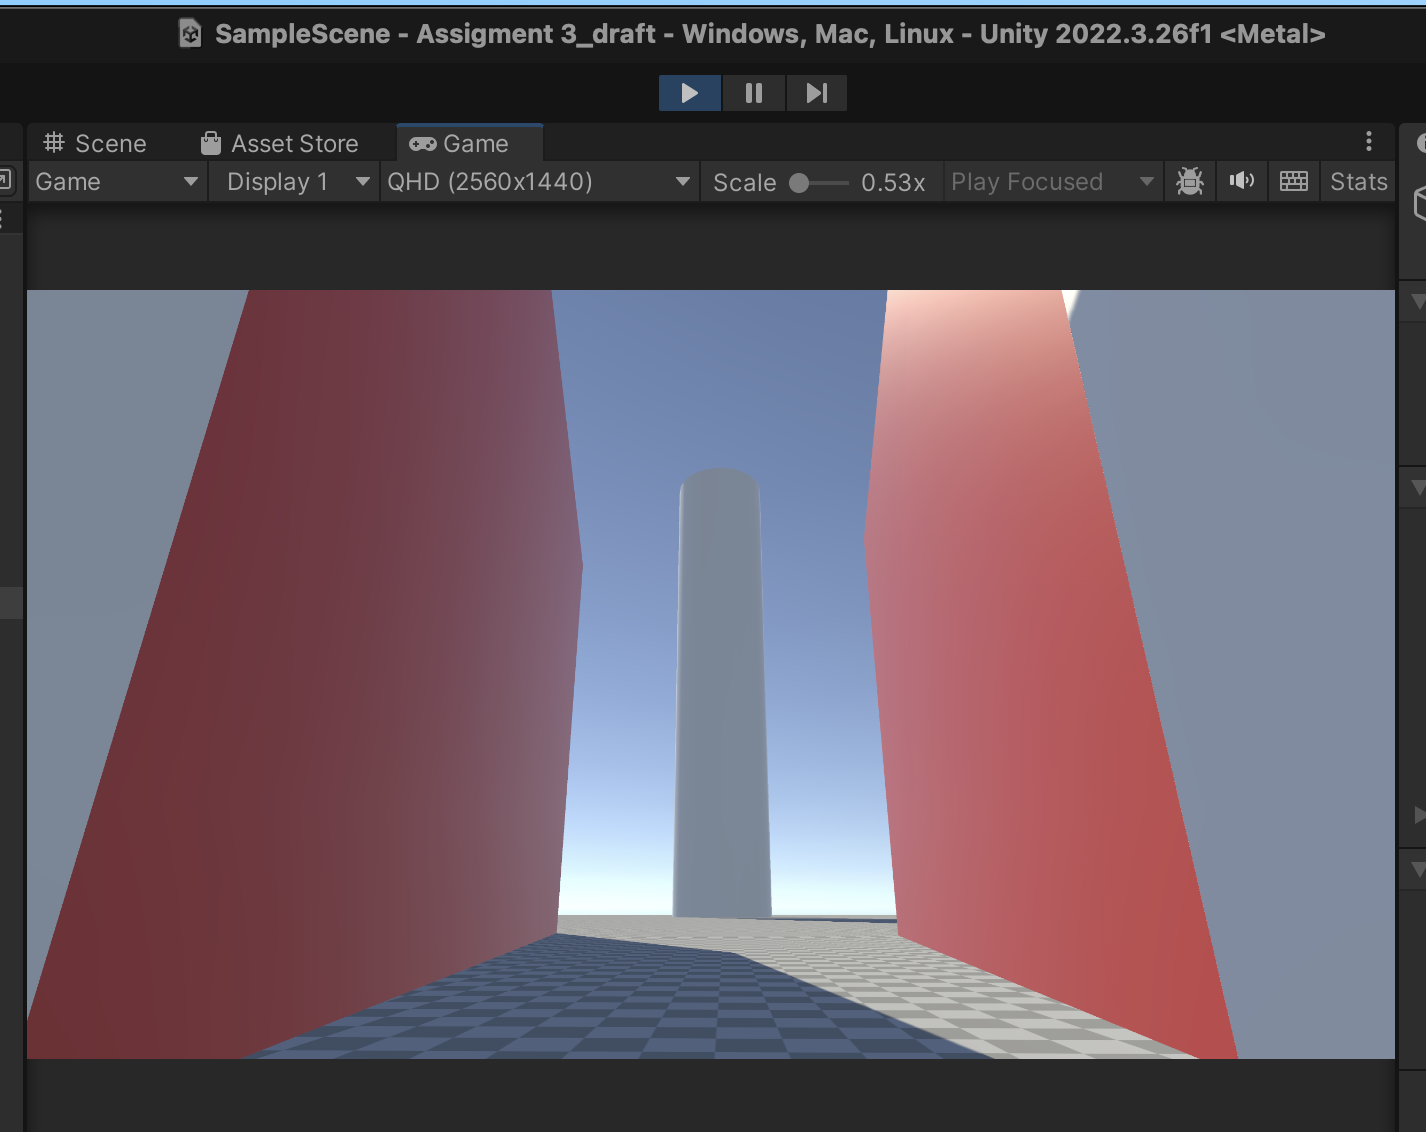 SampleScene - Assigment 3_draft - Windows, Mac, Linux - Unity 2022.3.26f1 <Metal>
Scene Asset Store Game
Game Display 1 QHD (2560x1440) Scale 0.53x Play Focused Stats